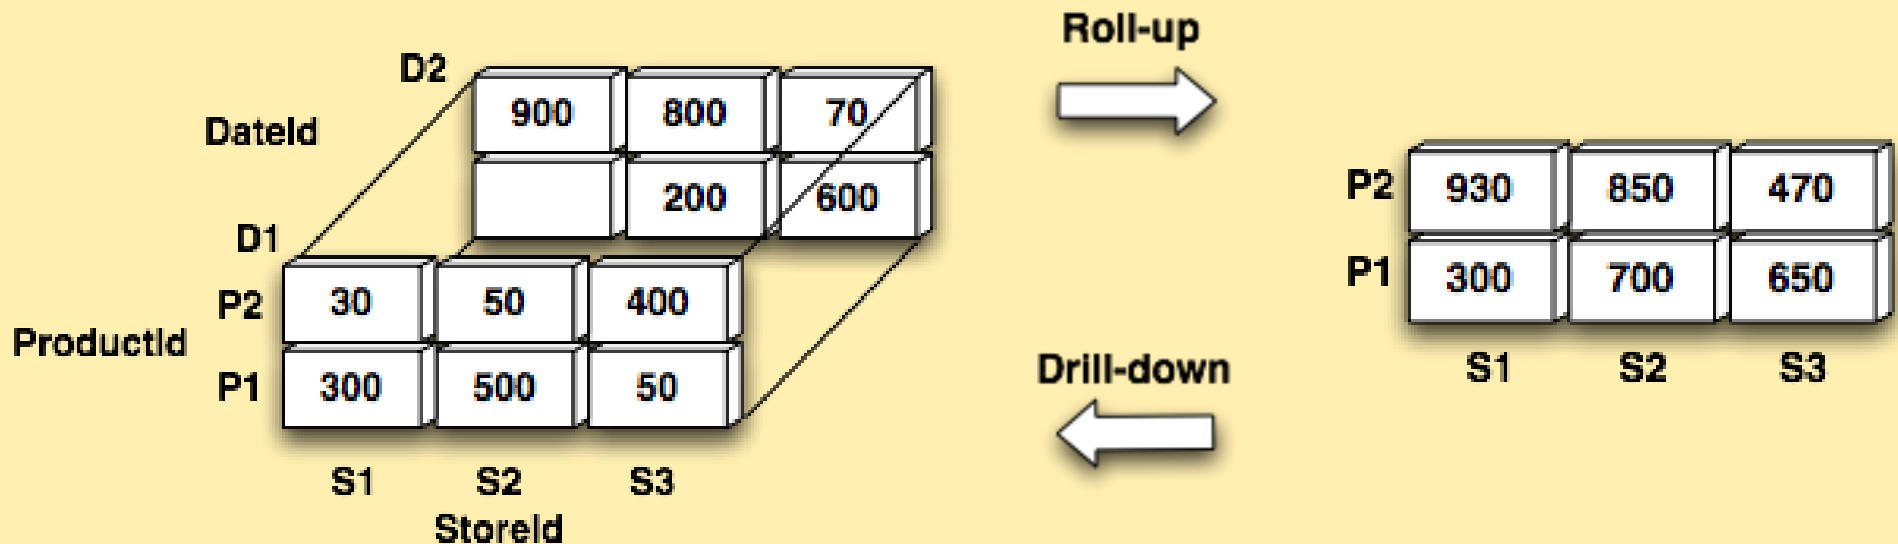 Roll-up
D2
900 800 70
DateId
200 600
D1
P2 30 50 400
ProductId
P1 300 500 50
S1 S2 S3
StoreId
Drill-down
P2 930 850 470
P1 300 700 650
S1 S2 S3